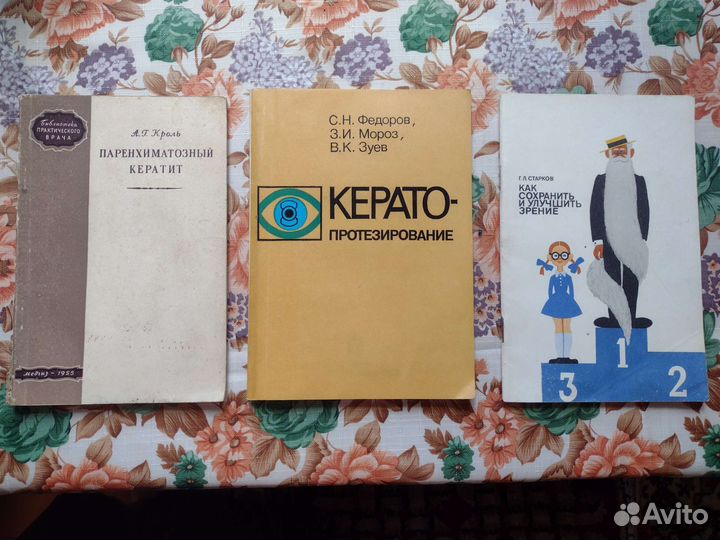 Библиотека
ПРАКТИЧЕСКОГО
ВРАЧА
А.Г. Кроль
ПАРЕНХИМАТОЗНЫЙ
КЕРАТИТ
Медгиз - 1955
С.Н. Федоров,
З.И. Мороз,
В.К. Зуев
КЕРАТО-
ПРОТЕЗИРОВАНИЕ
Г.Л. СТАРКОВ
КАК
СОХРАНИТЬ
И УЛУЧШИТЬ
ЗРЕНИЕ
3 1 2
Avito